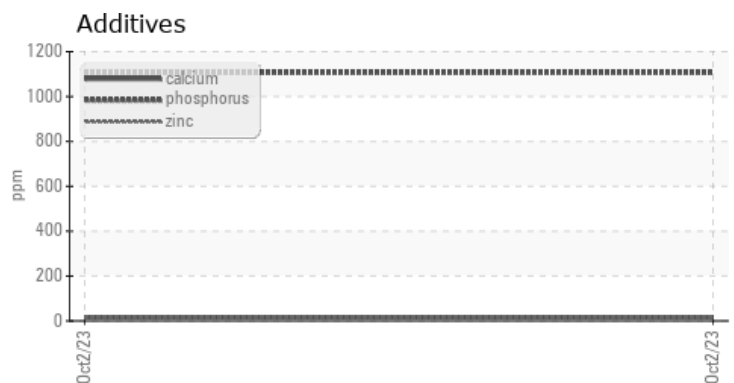 Additives
1200
1000
800
600
400
200
0
ppm
calcium
phosphorus
zinc
Oct2/23
Oct2/23